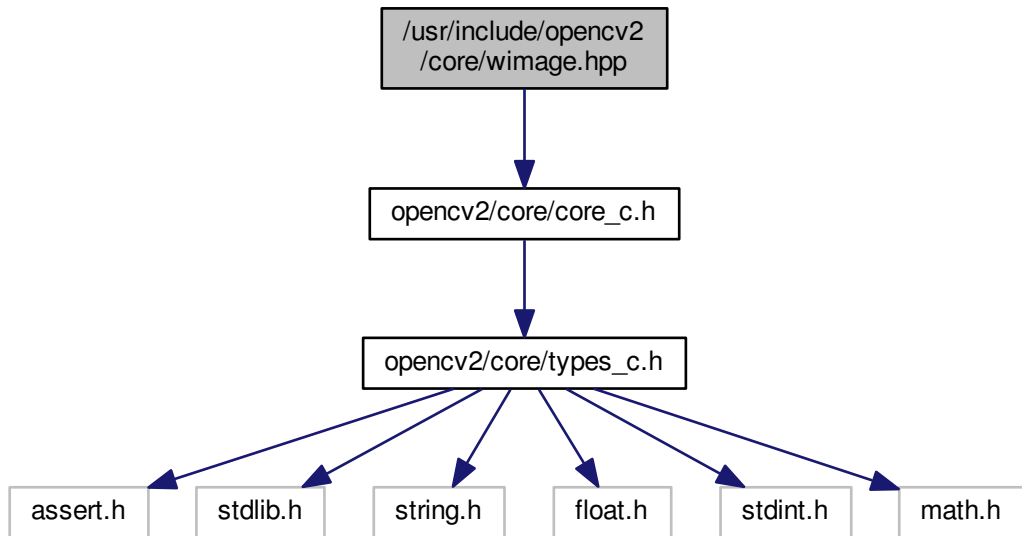 /usr/include/opencv2
/core/wimage.hpp
opencv2/core/core_c.h
opencv2/core/types_c.h
assert.h
stdlib.h
string.h
float.h
stdint.h
math.h